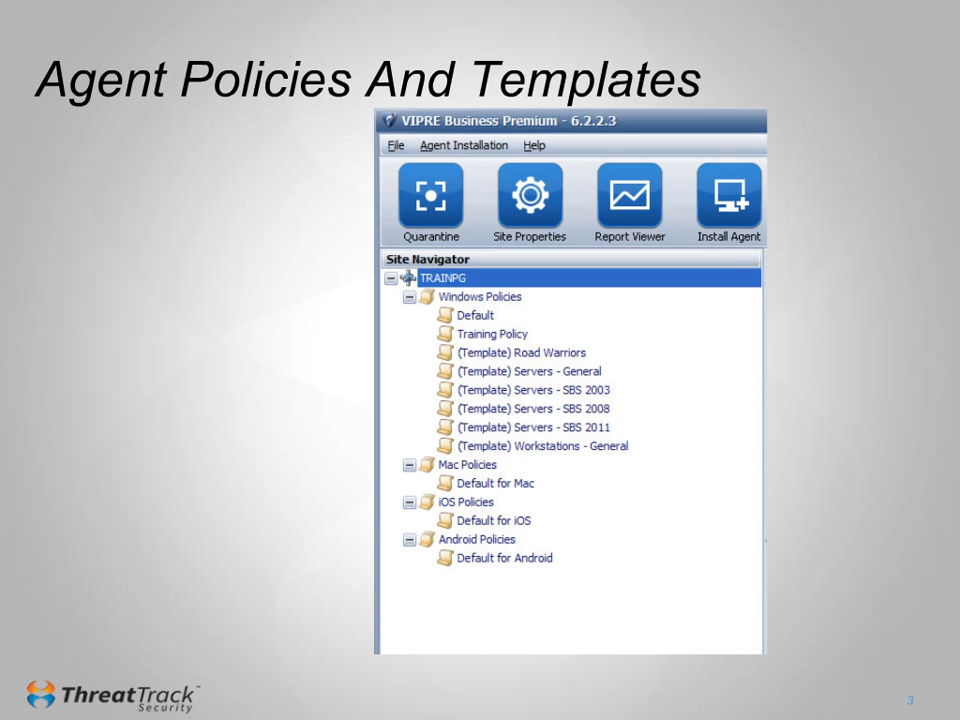 Agent Policies And Templates
VIPRE Business Premium - 6.2.2.3
File Agent Installation Help
Quarantine Site Properties Report Viewer Install Agent
Site Navigator
TRAINPG
Windows Policies
Default
Training Policy
(Template) Road Warriors
(Template) Servers - General
(Template) Servers - SBS 2003
(Template) Servers - SBS 2008
(Template) Servers - SBS 2011
(Template) Workstations - General
Mac Policies
Default for Mac
iOS Policies
Default for iOS
Android Policies
Default for Android
ThreatTrack™
Security
3